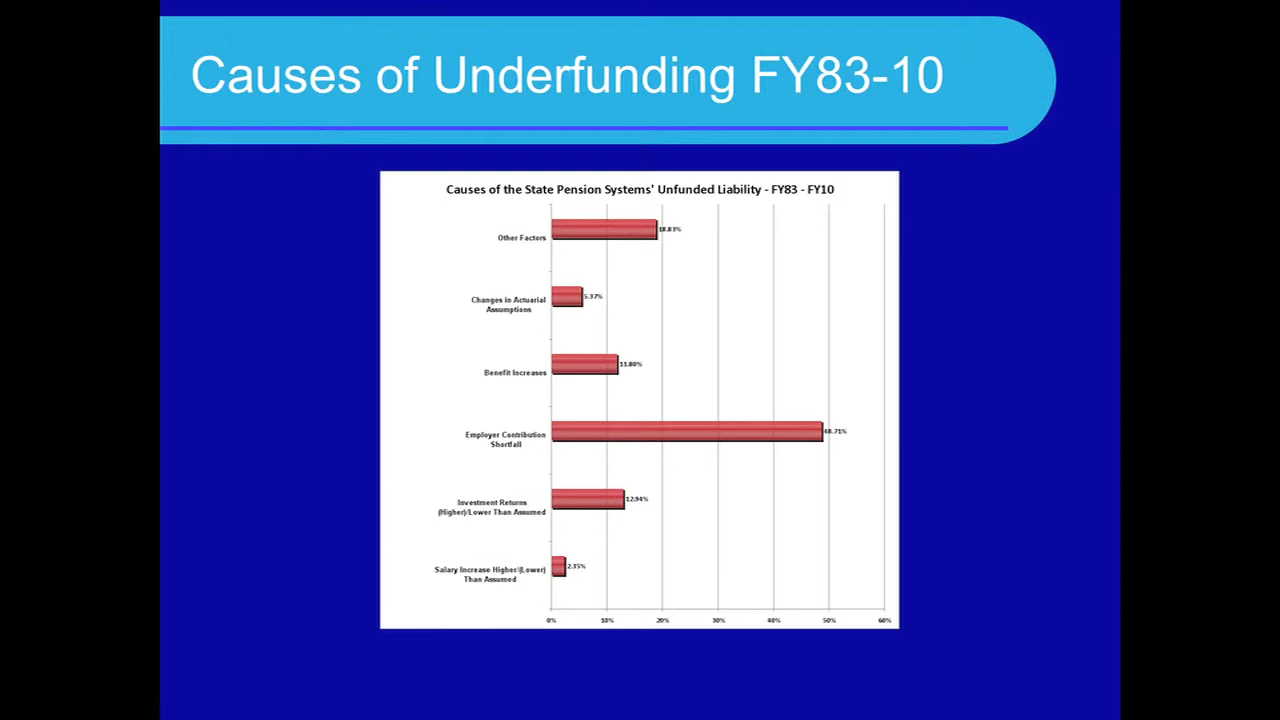 Causes of Underfunding FY83-10
Causes of the State Pension Systems' Unfunded Liability - FY83 - FY10
Other Factors
18.83%
Changes in Actuarial
Assumptions
5.37%
Benefit Increases
11.80%
Employer Contribution
Shortfall
48.71%
Investment Returns
(Higher)/Lower Than Assumed
12.94%
Salary Increase Higher/(Lower)
Than Assumed
2.35%
0% 10% 20% 30% 40% 50% 60%